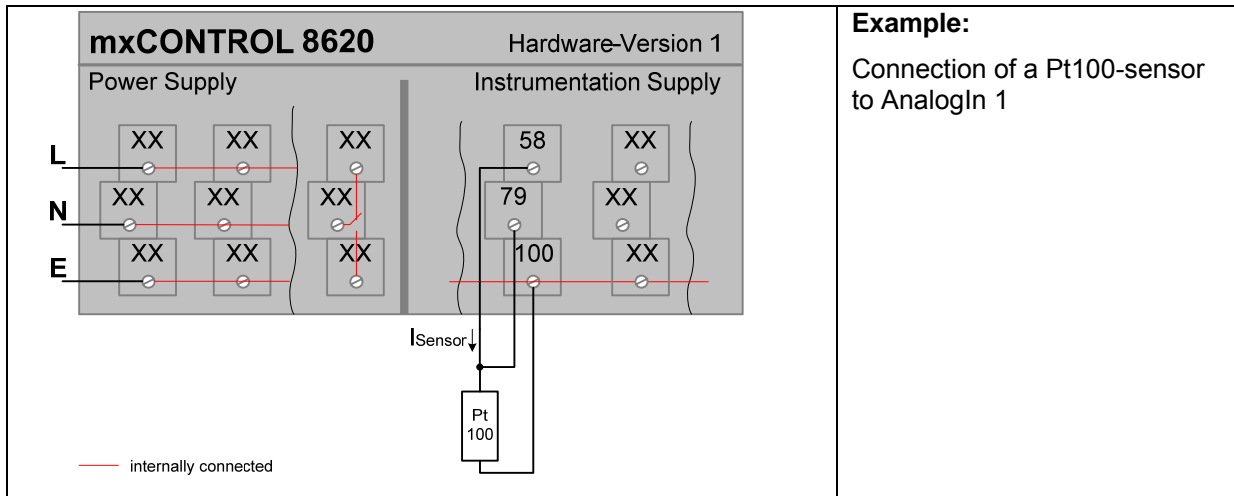 mxCONTROL 8620 Hardware-Version 1
Power Supply Instrumentation Supply
XX XX XX 58 XX
L
XX XX XX 79 XX
N
XX XX XX 100 XX
E
ISensor
Pt
100
internally connected
Example:
Connection of a Pt100-sensor
to AnalogIn 1